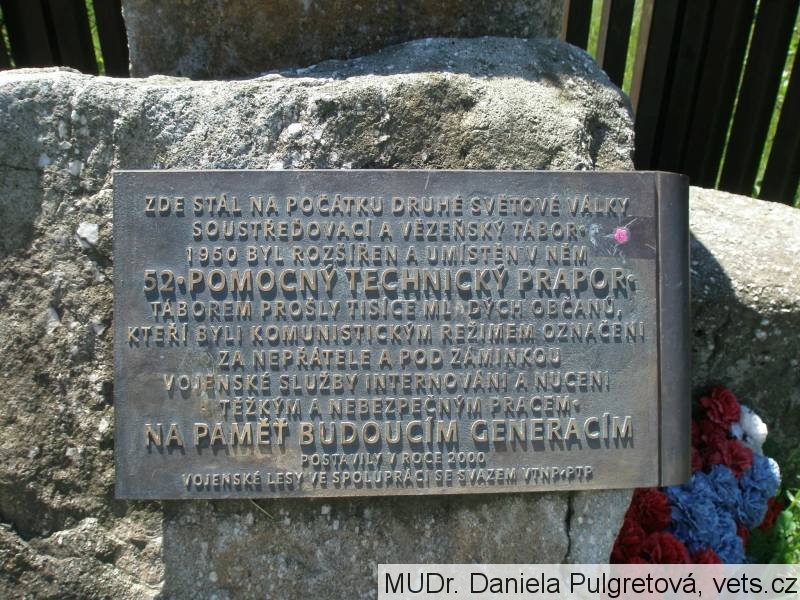 ZDE STÁL NA POČÁTKU DRUHÉ SVĚTOVÉ VÁLKY
SOUSTŘEĎOVACÍ A VĚZEŇSKÝ TÁBOR•
1950 BYL ROZŠÍŘEN A UMÍSTĚN V NĚM
52•POMOCNÝ TECHNICKÝ PRAPOR•
TÁBOREM PROŠLY TISÍCE MLADÝCH OBČANŮ,
KTEŘÍ BYLI KOMUNISTICKÝM REŽIMEM OZNAČENI
ZA NEPŘÁTELE A POD ZÁMINKOU
VOJENSKÉ SLUŽBY INTERNOVÁNI A NUCENI
TĚŽKÝM A NEBEZPEČNÝM PRACEM•
NA PAMĚŤ BUDOUCÍM GENERACÍM
POSTAVILY V ROCE 2000
VOJENSKÉ LESY VE SPOLUPRÁCI SE SVAZEM VTNP•PTP
MUDr. Daniela Pulgretová, vets.cz